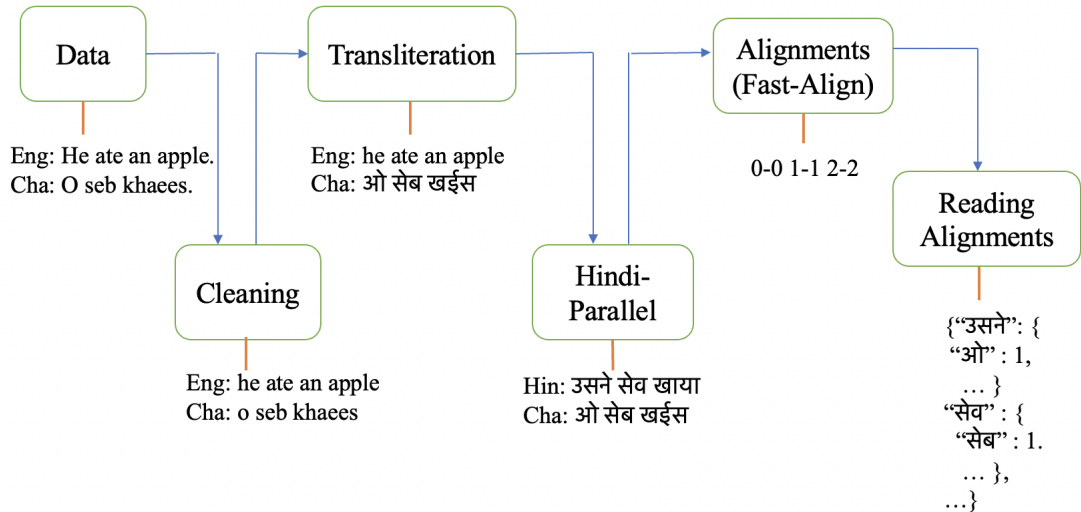 Data
Eng: He ate an apple.
Cha: O seb khaees.
Cleaning
Eng: he ate an apple
Cha: o seb khaees
Transliteration
Eng: he ate an apple
Cha: ओ सेब खईस
Hindi-
Parallel
Hin: उसने सेव खाया
Cha: ओ सेब खईस
Alignments
(Fast-Align)
0-0 1-1 2-2
Reading
Alignments
{“उसने”: {
“ओ” : 1,
… }
“सेव” : {
“सेब” : 1.
… },
…}